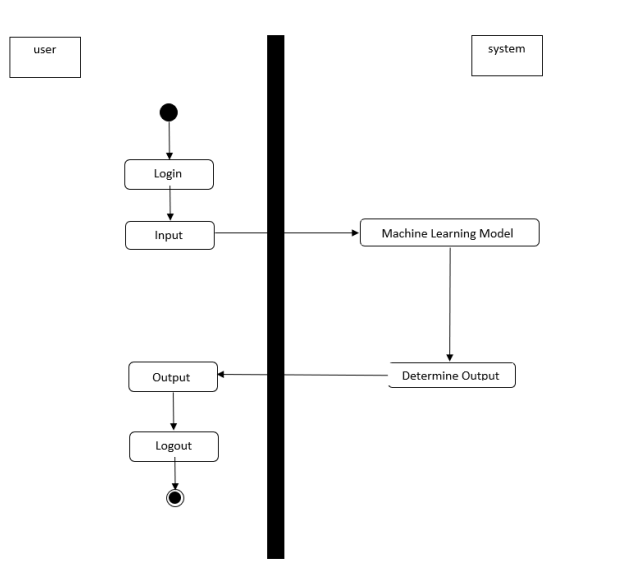 user
system
Login
Input
Machine Learning Model
Output
Determine Output
Logout